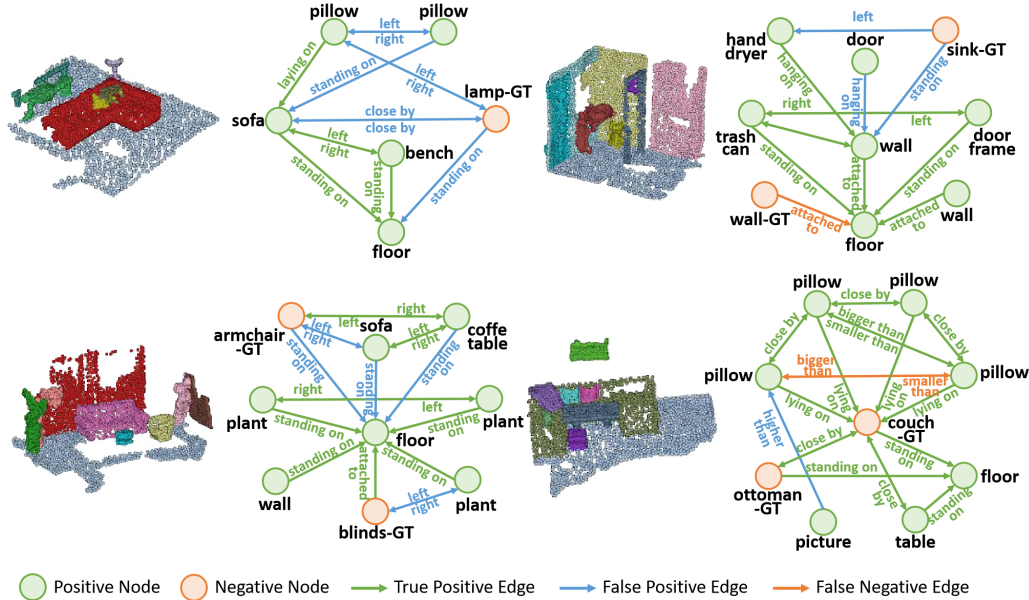 pillow
pillow
left
right
laying on
standing on
left
right
lamp-GT
sofa
close by
close by
left
right
bench
standing on
standing on
standing on
floor
hand
dryer
left
door
sink-GT
hanging on
hanging on
standing on
right
left
trash
can
wall
door
frame
standing on
attached to
standing on
wall-GT
attached to
attached to
wall
floor
armchair
-GT
right
left
sofa
left
right
left
right
coffe
table
standing on
standing on
standing on
right
left
plant
plant
standing on
standing on
floor
standing on
attached to
standing on
wall
left
right
plant
blinds-GT
pillow
pillow
close by
close by
bigger than
smaller than
close by
pillow
bigger than
smaller than
pillow
lying on
lying on
lying on
lying on
couch
-GT
higher than
close by
standing on
standing on
floor
ottoman
-GT
close by
standing on
picture
table
Positive Node
Negative Node
True Positive Edge
False Positive Edge
False Negative Edge